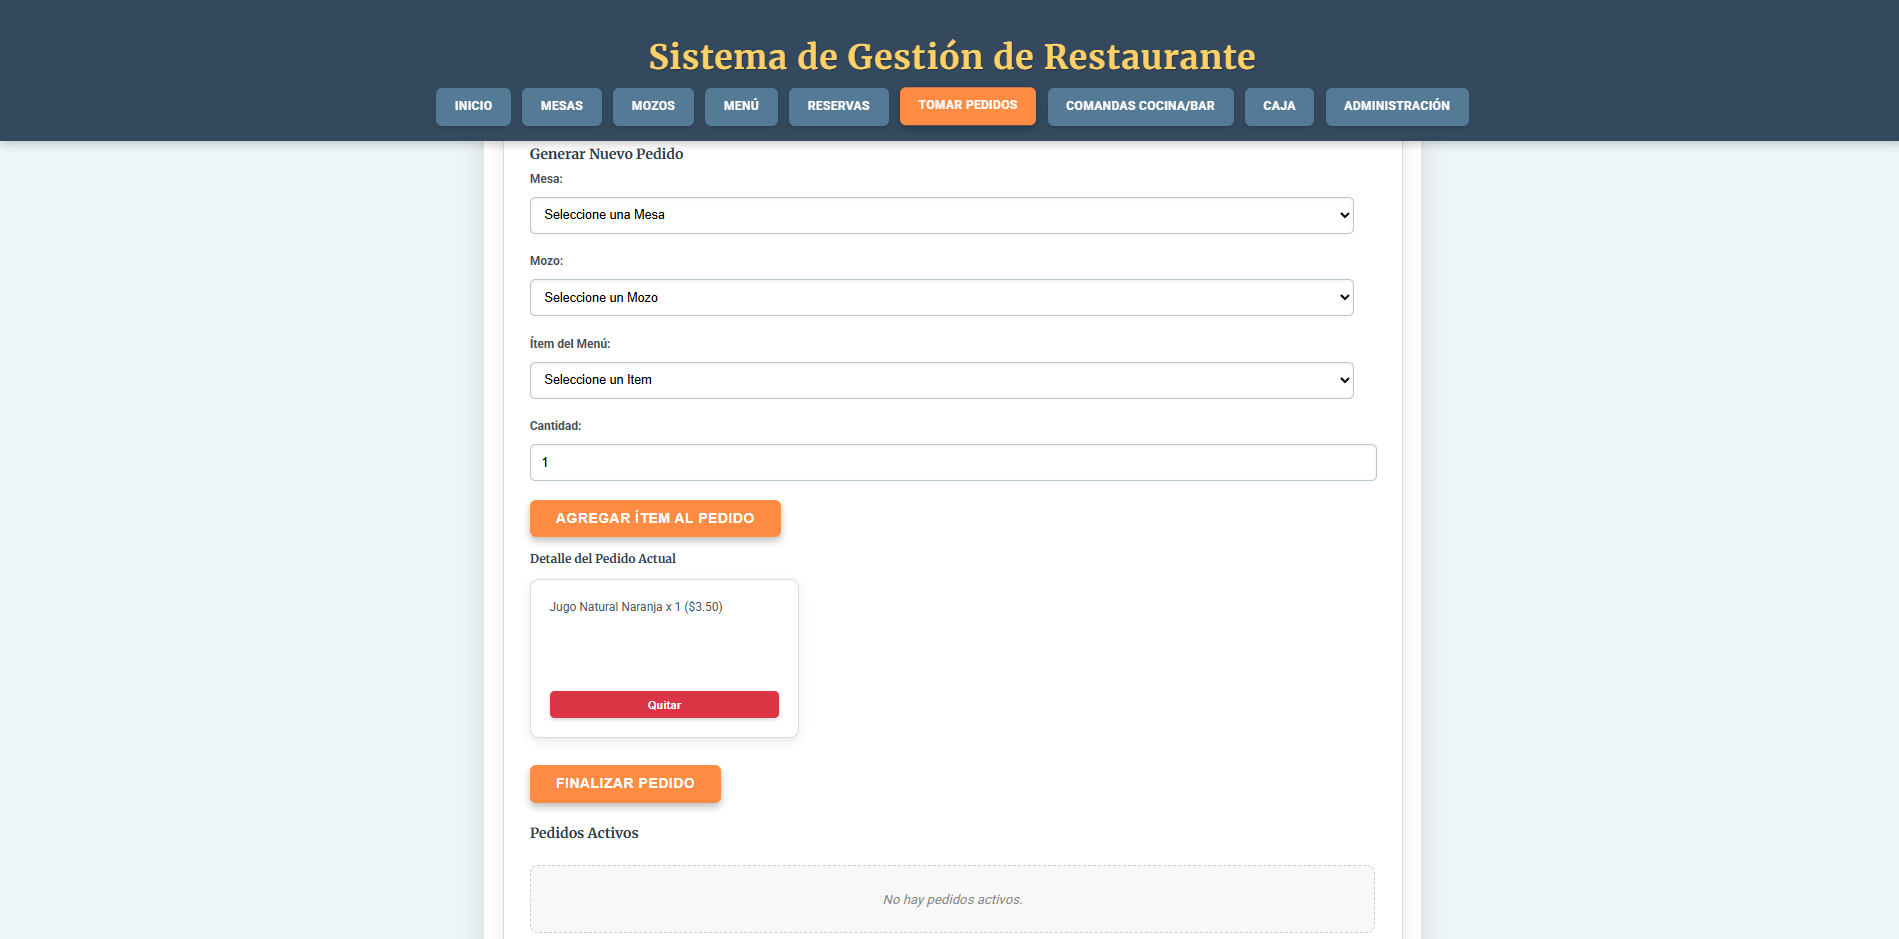 Sistema de Gestión de Restaurante
INICIO MESAS MOZOS MENÚ RESERVAS TOMAR PEDIDOS COMANDAS COCINA/BAR CAJA ADMINISTRACIÓN
Generar Nuevo Pedido
Mesa:
Seleccione una Mesa
Mozo:
Seleccione un Mozo
Ítem del Menú:
Seleccione un Item
Cantidad:
1
AGREGAR ÍTEM AL PEDIDO
Detalle del Pedido Actual
Jugo Natural Naranja x 1 ($3.50)
Quitar
FINALIZAR PEDIDO
Pedidos Activos
No hay pedidos activos.